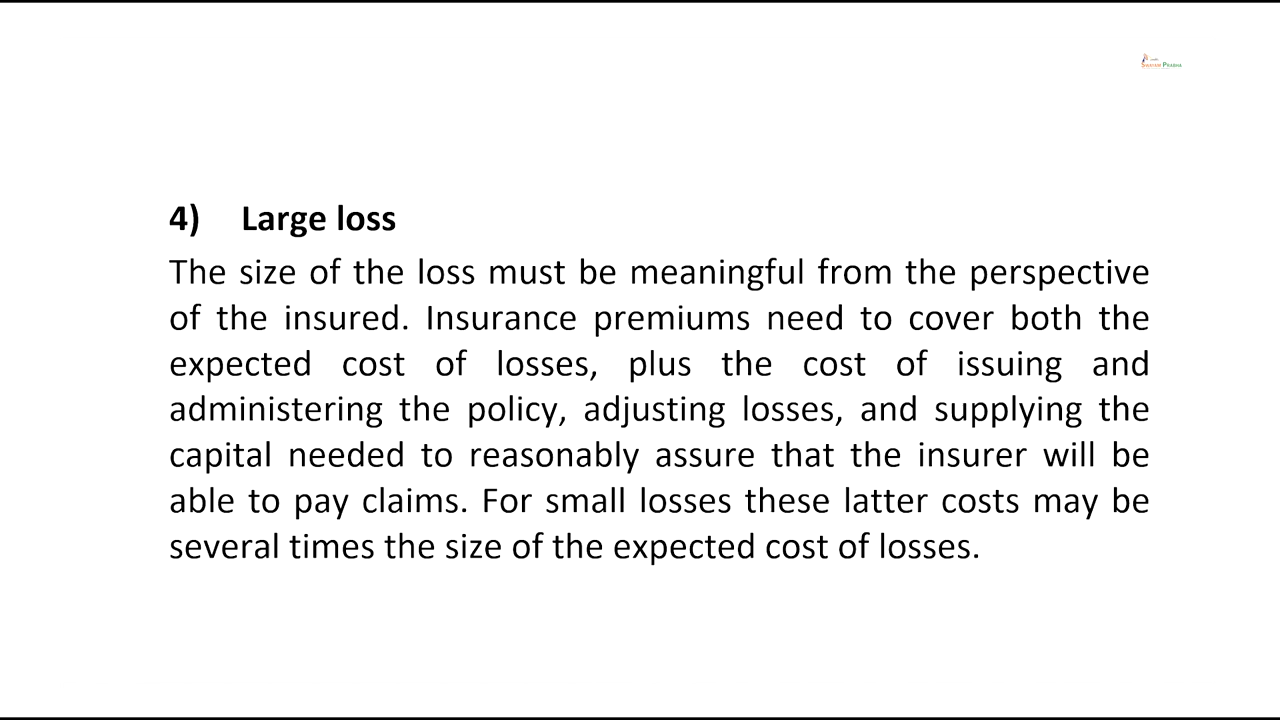 Swayam Prabha
4) Large loss
The size of the loss must be meaningful from the perspective
of the insured. Insurance premiums need to cover both the
expected cost of losses, plus the cost of issuing and
administering the policy, adjusting losses, and supplying the
capital needed to reasonably assure that the insurer will be
able to pay claims. For small losses these latter costs may be
several times the size of the expected cost of losses.